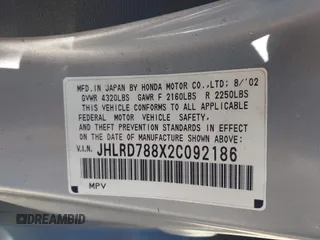 MFD. IN JAPAN BY HONDA MOTOR CO.,LTD; 8/'02
GVWR 4320LBS GAWR F 2160LBS R 2250LBS
THIS VEHICLE CONFORMS TO ALL APPLICABLE
FEDERAL MOTOR VEHICLE SAFETY AND
THEFT PREVENTION STANDARDS IN EFFECT ON
THE DATE OF MANUFACTURE SHOWN ABOVE.
V.I.N. JHLRD788X2C092186
MPV
DREAMBID